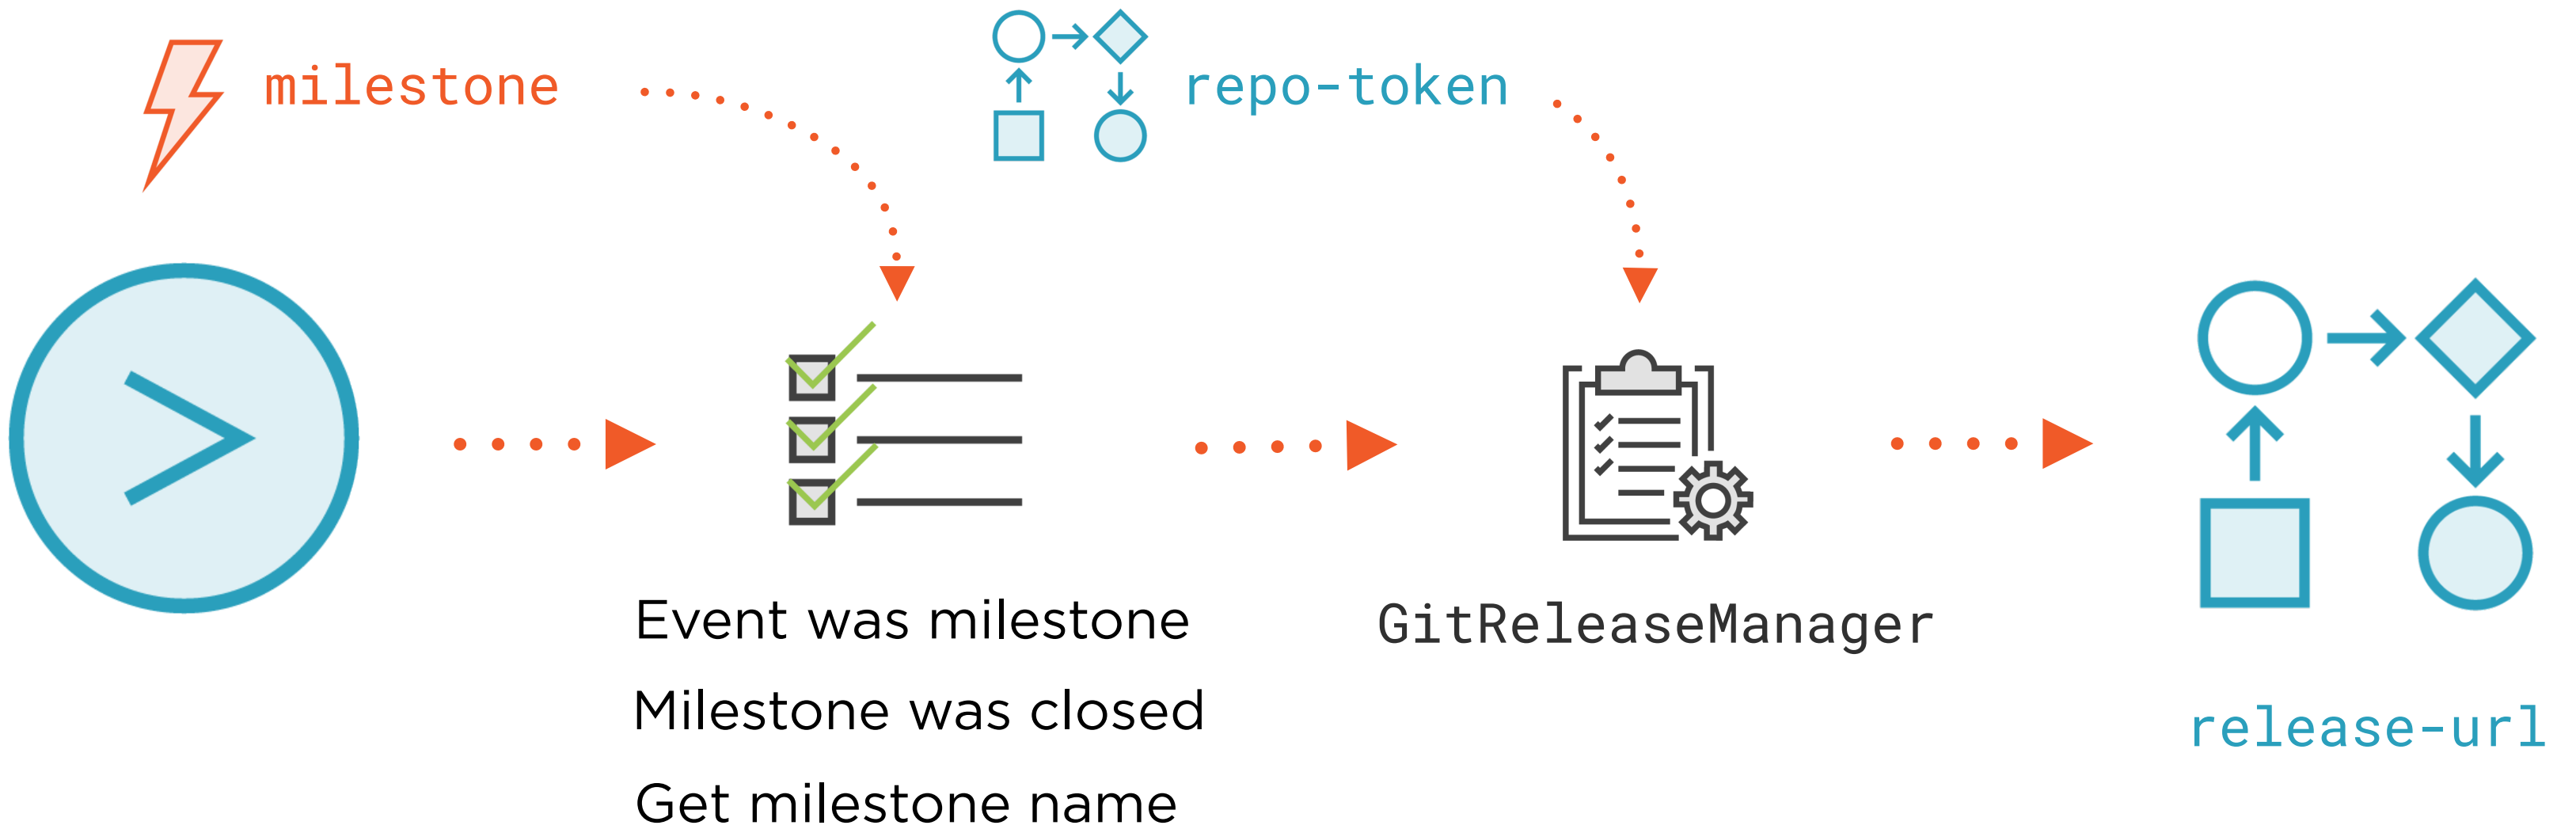 milestone
repo-token
Event was milestone
Milestone was closed
Get milestone name
GitReleaseManager
release-url